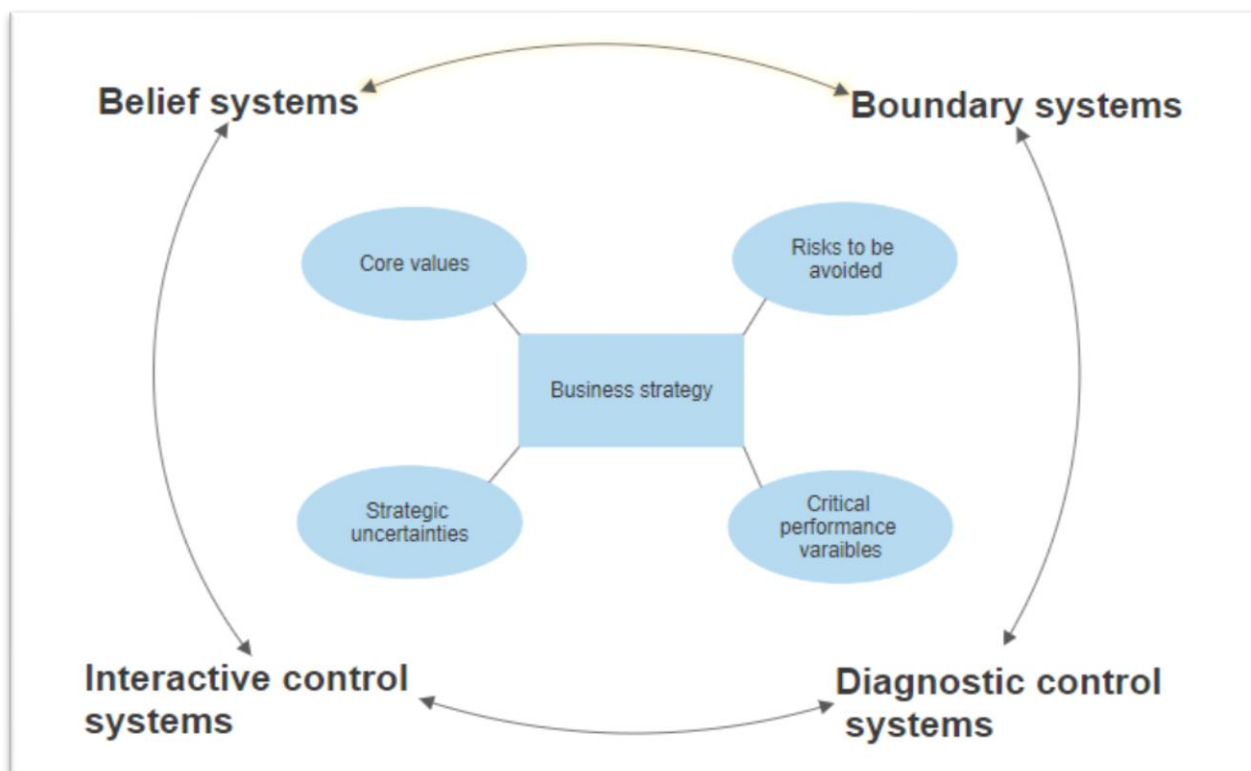 Belief systems
Boundary systems
Core values
Risks to be
avoided
Business strategy
Strategic
uncertainties
Critical
performance
varaibles
Interactive control
systems
Diagnostic control
systems